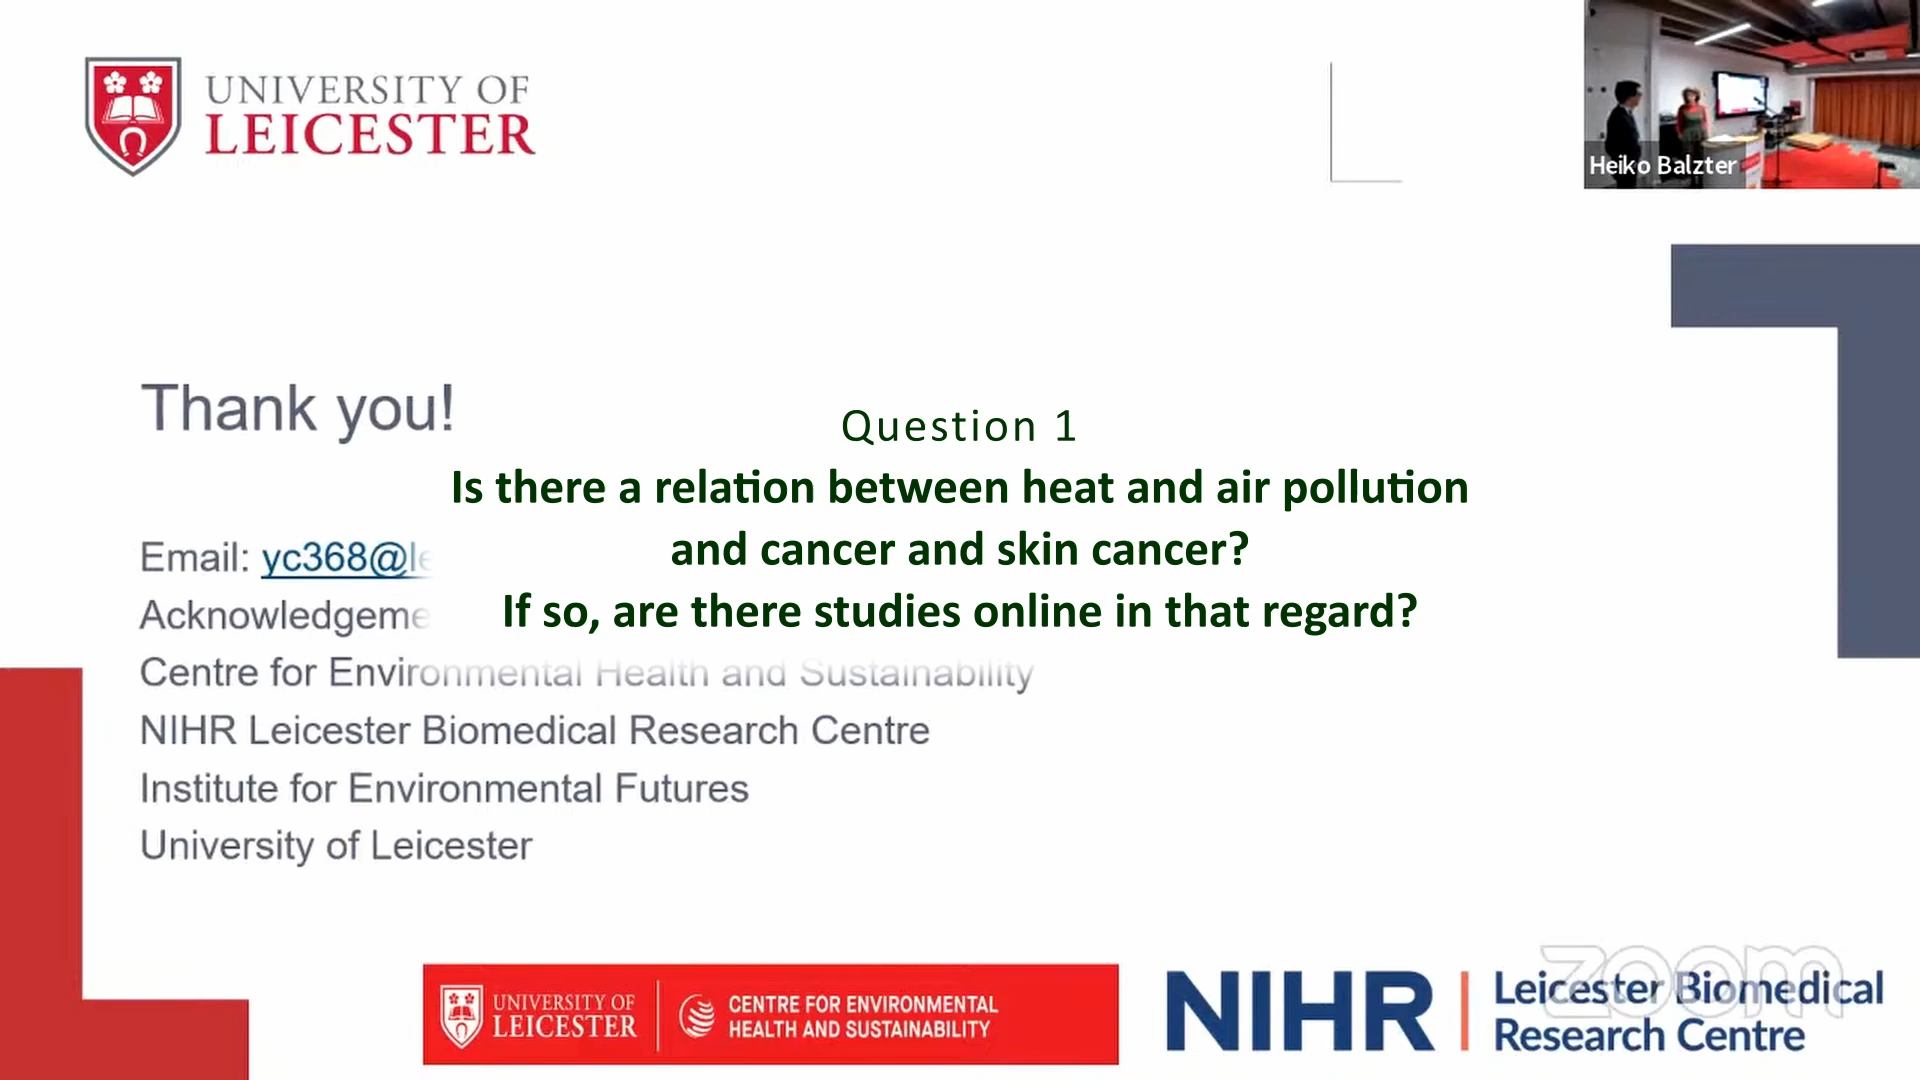 UNIVERSITY OF
LEICESTER
Heiko Balzter
Thank you!
Question 1
Is there a relation between heat and air pollution
and cancer and skin cancer?
If so, are there studies online in that regard?
Email: yc368@le
Acknowledgeme
Centre for Environmental Health and Sustainability
NIHR Leicester Biomedical Research Centre
Institute for Environmental Futures
University of Leicester
UNIVERSITY OF
LEICESTER
CENTRE FOR ENVIRONMENTAL
HEALTH AND SUSTAINABILITY
NIHR
Leicester Biomedical
Research Centre
zoom